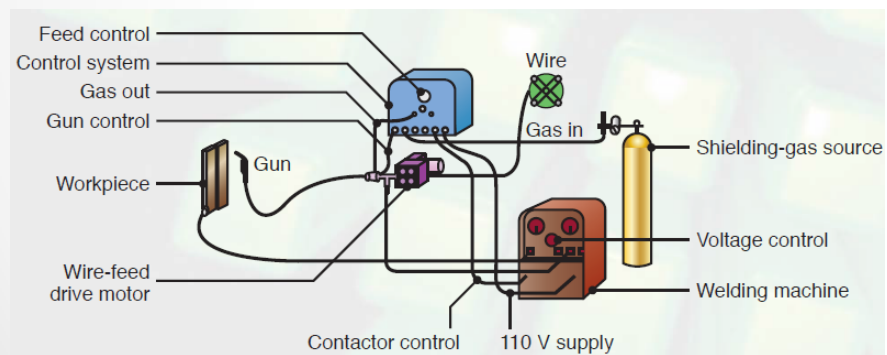 Feed control
Control system
Gas out
Gun control
Workpiece
Gun
Wire-feed
drive motor
Wire
Gas in
Shielding-gas source
Voltage control
Welding machine
Contactor control
110 V supply